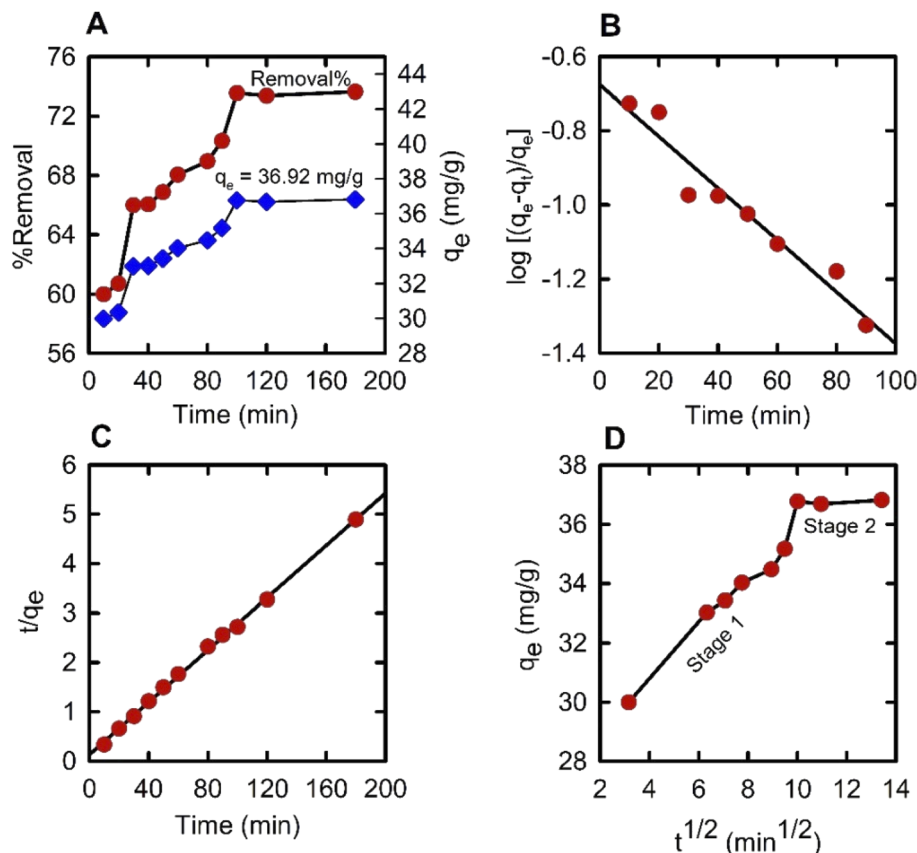 A
76
72
68
64
60
56
%Removal
Removal%
qe = 36.92 mg/g
44
42
40
38
36
34
32
30
28
qe (mg/g)
0 40 80 120 160 200
Time (min)
B
-0.6
-0.8
-1.0
-1.2
-1.4
log [(qe-qt)/qe]
0 20 40 60 80 100
Time (min)
C
6
5
4
3
2
1
0
t/qe
0 40 80 120 160 200
Time (min)
D
38
36
34
32
30
28
qe (mg/g)
Stage 1
Stage 2
2 4 6 8 10 12 14
t1/2 (min1/2)